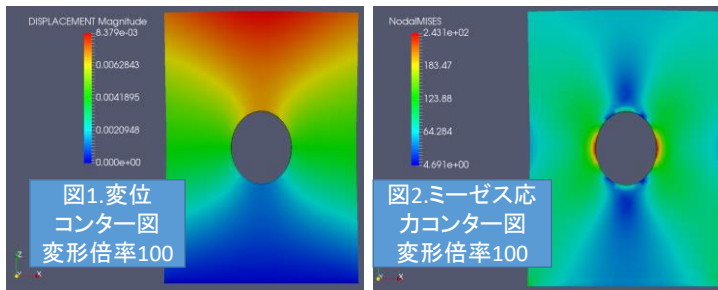 DISPLACEMENT Magnitude
8.379e-03
0.0062843
0.0041895
0.0020948
0.000e+00
図1.変位
コンター図
変形倍率100
Z
Y
X
NodalMISES
2.431e+02
183.47
123.88
64.284
4.691e+00
図2.ミーゼス応
力コンター図
変形倍率100
Z
Y
X